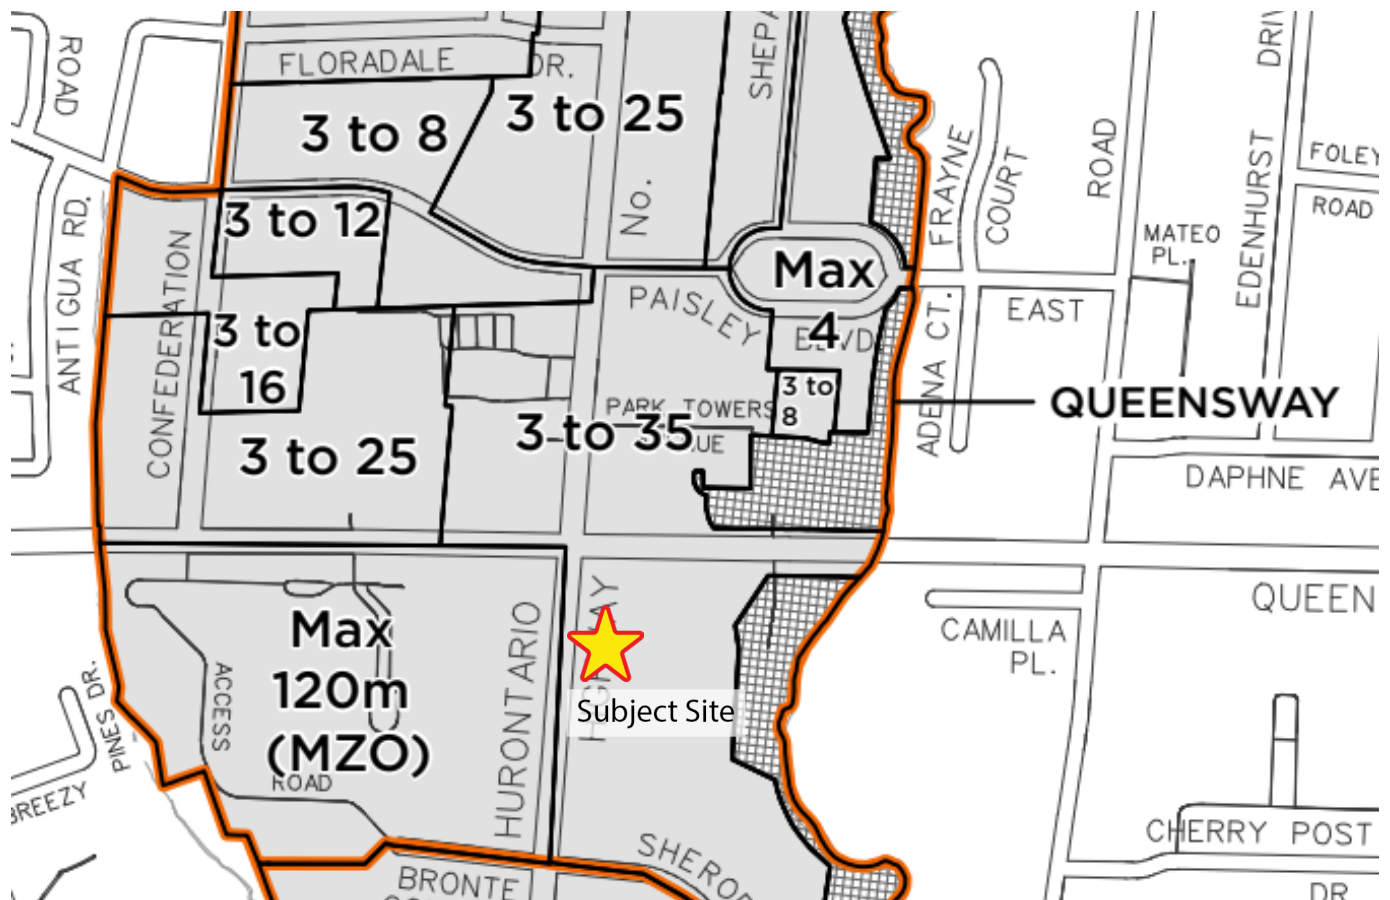 ROAD
FLORADALE DR.
3 to 8
3 to 25
No.
DRIV
FRAYNE
COURT
ROAD
EDENHURST
FOLEY
ROAD
MATEO
PL.
ANTIGUA RD.
CONFEDERATION
3 to 12
3 to
16
3 to 25
PAISLEY
BLVD
Max
4
EAST
ADENA CT.
QUEENSWAY
3 to
8
PARK TOWERS
3 to 35
UE
DAPHNE AVE
QUEEN
CAMILLA
PL.
Max
120m
(MZO)
ACCESS
ROAD
HURONTARIO
HIGHWAY
Subject Site
PINES DR.
BREEZY
BRONTE
CHERRY POST
DR